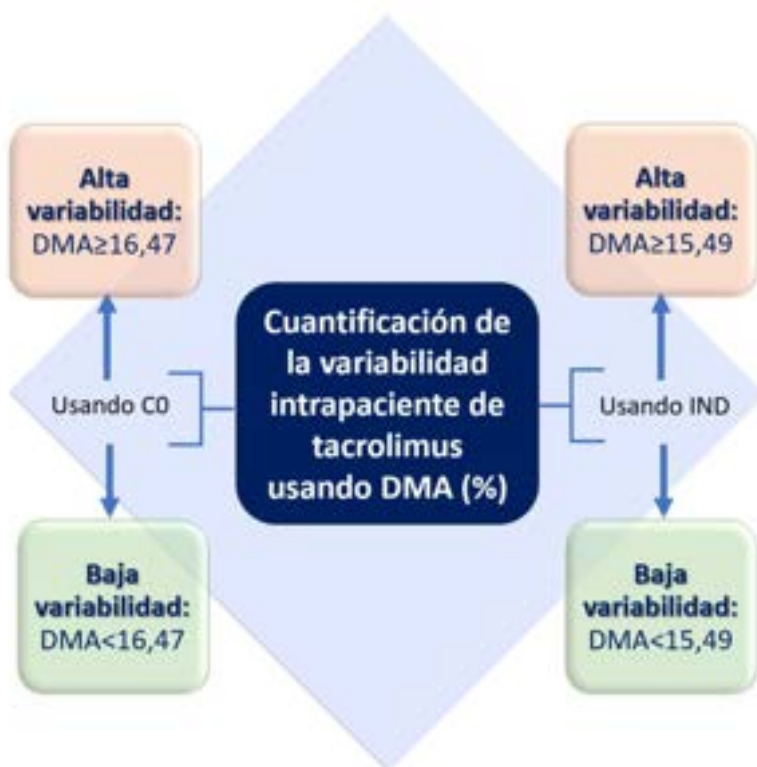 Alta
variabilidad:
DMA≥16,47
Alta
variabilidad:
DMA≥15,49
Cuantificación de
la variabilidad
intrapaciente de
tacrolimus
usando DMA (%)
Usando C0
Usando IND
Baja
variabilidad:
DMA<16,47
Baja
variabilidad:
DMA<15,49